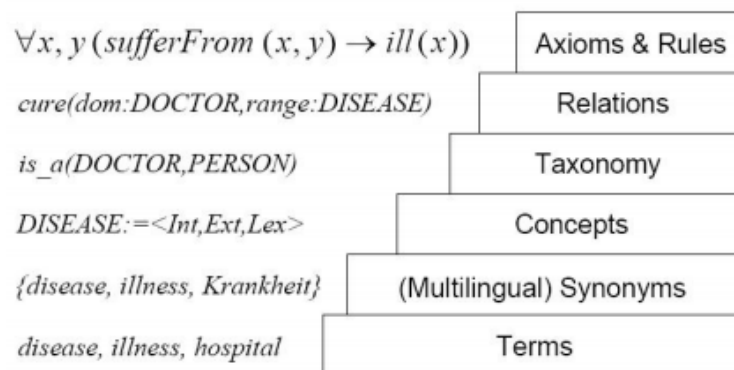 ∀x, y (sufferFrom (x, y) → ill(x)) Axioms & Rules
cure(dom:DOCTOR,range:DISEASE) Relations
is_a(DOCTOR,PERSON) Taxonomy
DISEASE:=<Int,Ext,Lex> Concepts
{disease, illness, Krankheit} (Multilingual) Synonyms
disease, illness, hospital Terms